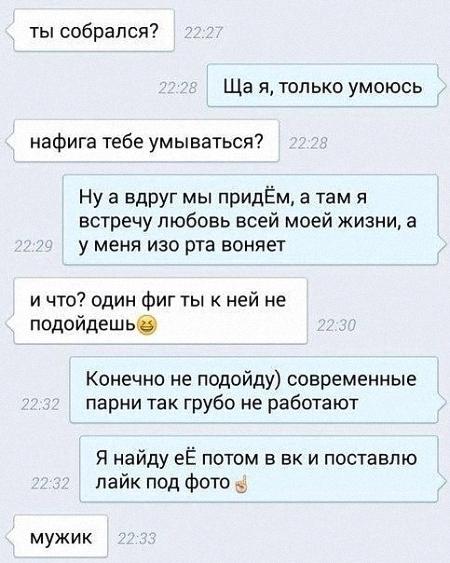 ты собрался?
22:27
22:28
Ща я, только умоюсь
нафига тебе умываться?
22:28
Ну а вдруг мы придЁм, а там я
встречу любовь всей моей жизни, а
у меня изо рта воняет
22:29
и что? один фиг ты к ней не
подойдешь😆
22:30
Конечно не подойду) современные
парни так грубо не работают
22:32
Я найду еЁ потом в вк и поставлю
лайк под фото☝
22:32
мужик
22:33